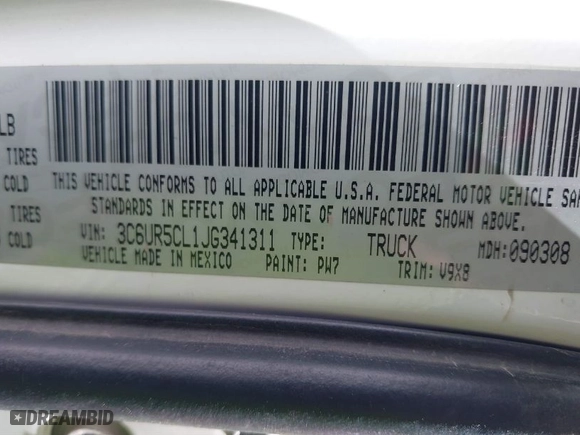 LB
TIRES
COLD
TIRES
COLD
THIS VEHICLE CONFORMS TO ALL APPLICABLE U.S.A. FEDERAL MOTOR VEHICLE SAF
STANDARDS IN EFFECT ON THE DATE OF MANUFACTURE SHOWN ABOVE.
VIN: 3C6UR5CL1JG341311 TYPE: TRUCK MDH:090308
VEHICLE MADE IN MEXICO PAINT: PW7 TRIM: V9X8
DREAMBID